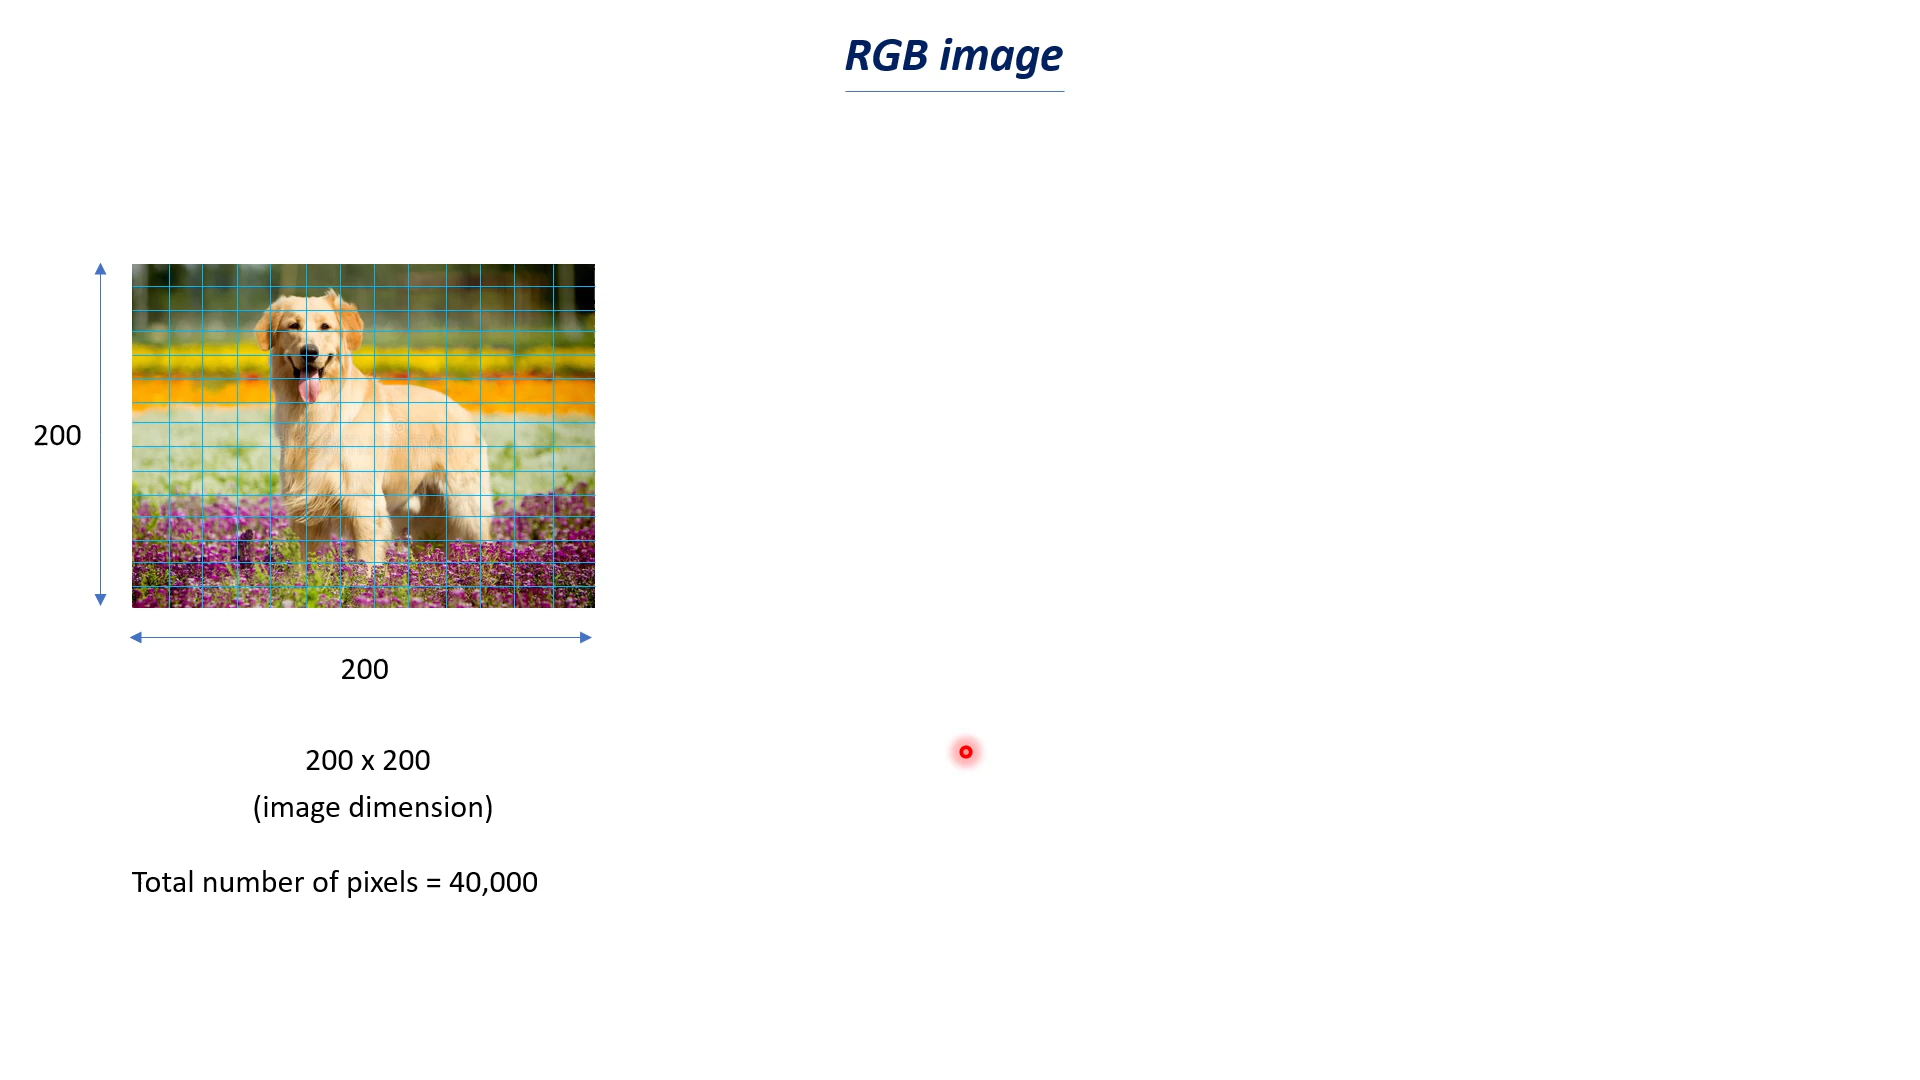 RGB image
200
200
200 x 200
(image dimension)
Total number of pixels = 40,000